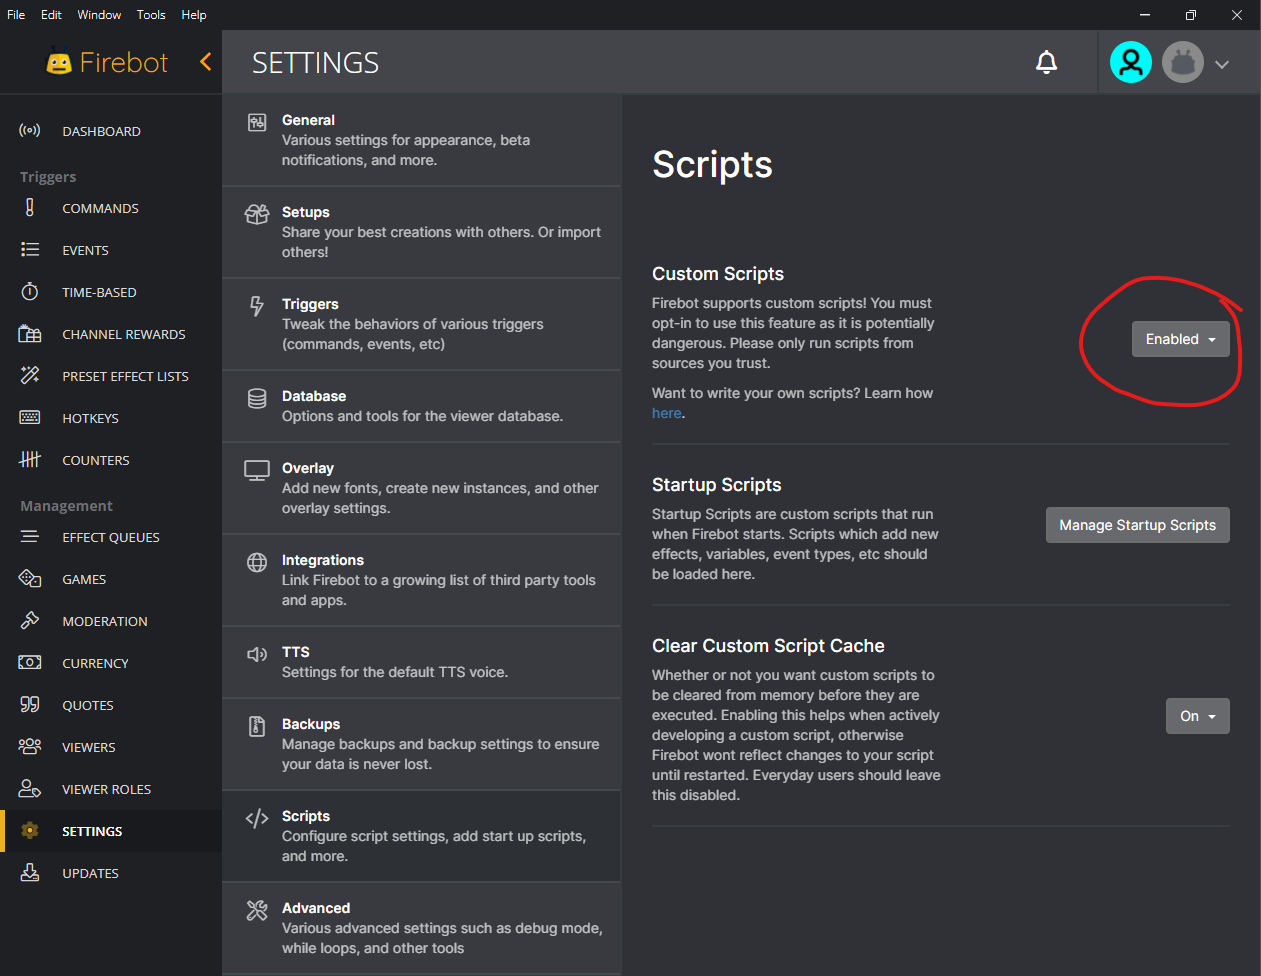 File Edit Window Tools Help
Firebot
SETTINGS
DASHBOARD
Triggers
COMMANDS
EVENTS
TIME-BASED
CHANNEL REWARDS
PRESET EFFECT LISTS
HOTKEYS
COUNTERS
Management
EFFECT QUEUES
GAMES
MODERATION
CURRENCY
QUOTES
VIEWERS
VIEWER ROLES
SETTINGS
UPDATES
General
Various settings for appearance, beta
notifications, and more.
Setups
Share your best creations with others. Or import
others!
Triggers
Tweak the behaviors of various triggers
(commands, events, etc)
Database
Options and tools for the viewer database.
Overlay
Add new fonts, create new instances, and other
overlay settings.
Integrations
Link Firebot to a growing list of third party tools
and apps.
TTS
Settings for the default TTS voice.
Backups
Manage backups and backup settings to ensure
your data is never lost.
Scripts
Configure script settings, add start up scripts,
and more.
Advanced
Various advanced settings such as debug mode,
while loops, and other tools
Scripts
Custom Scripts
Firebot supports custom scripts! You must
opt-in to use this feature as it is potentially
dangerous. Please only run scripts from
sources you trust.
Want to write your own scripts? Learn how
here.
Enabled
Startup Scripts
Startup Scripts are custom scripts that run
when Firebot starts. Scripts which add new
effects, variables, event types, etc should
be loaded here.
Manage Startup Scripts
Clear Custom Script Cache
Whether or not you want custom scripts to
be cleared from memory before they are
executed. Enabling this helps when actively
developing a custom script, otherwise
Firebot wont reflect changes to your script
until restarted. Everyday users should leave
this disabled.
On